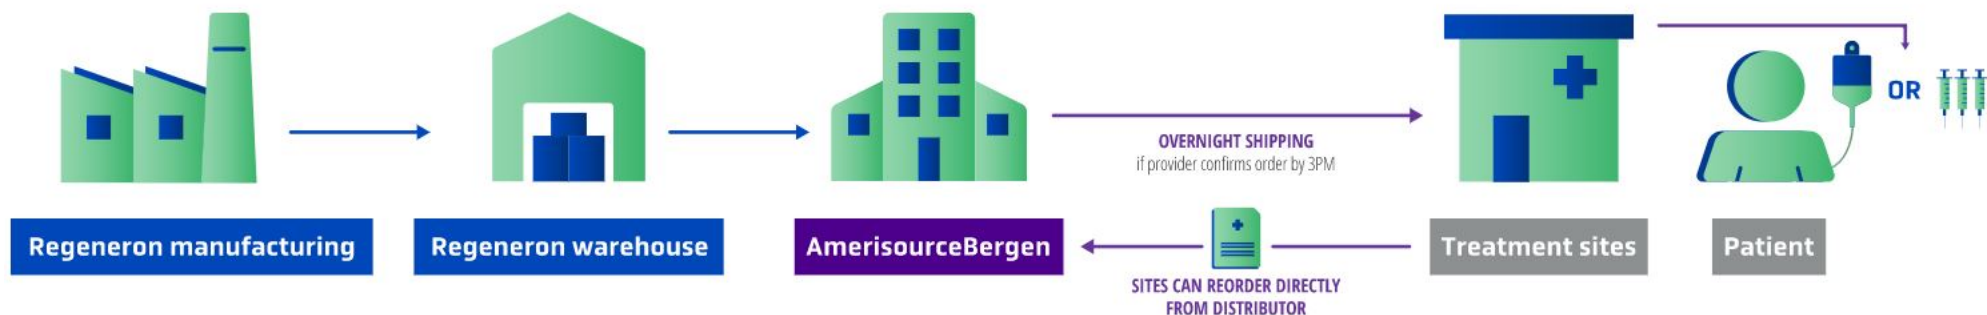 OR
OVERNIGHT SHIPPING
if provider confirms order by 3PM
Regeneron manufacturing
Regeneron warehouse
AmerisourceBergen
Treatment sites
Patient
SITES CAN REORDER DIRECTLY
FROM DISTRIBUTOR